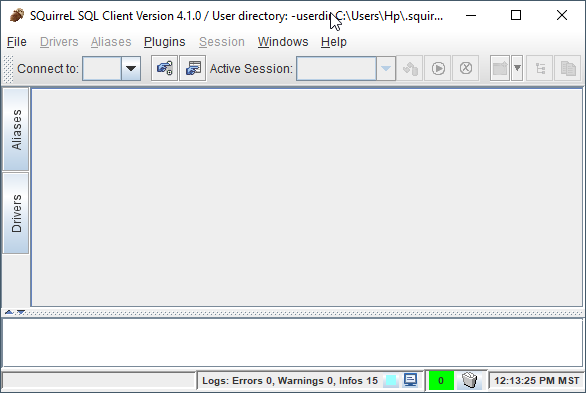 SQuirreL SQL Client Version 4.1.0 / User directory: -userdir C:\Users\Hp\.squir...
File Drivers Aliases Plugins Session Windows Help
Connect to: Active Session:
Aliases
Drivers
Logs: Errors 0, Warnings 0, Infos 15 0 12:13:25 PM MST